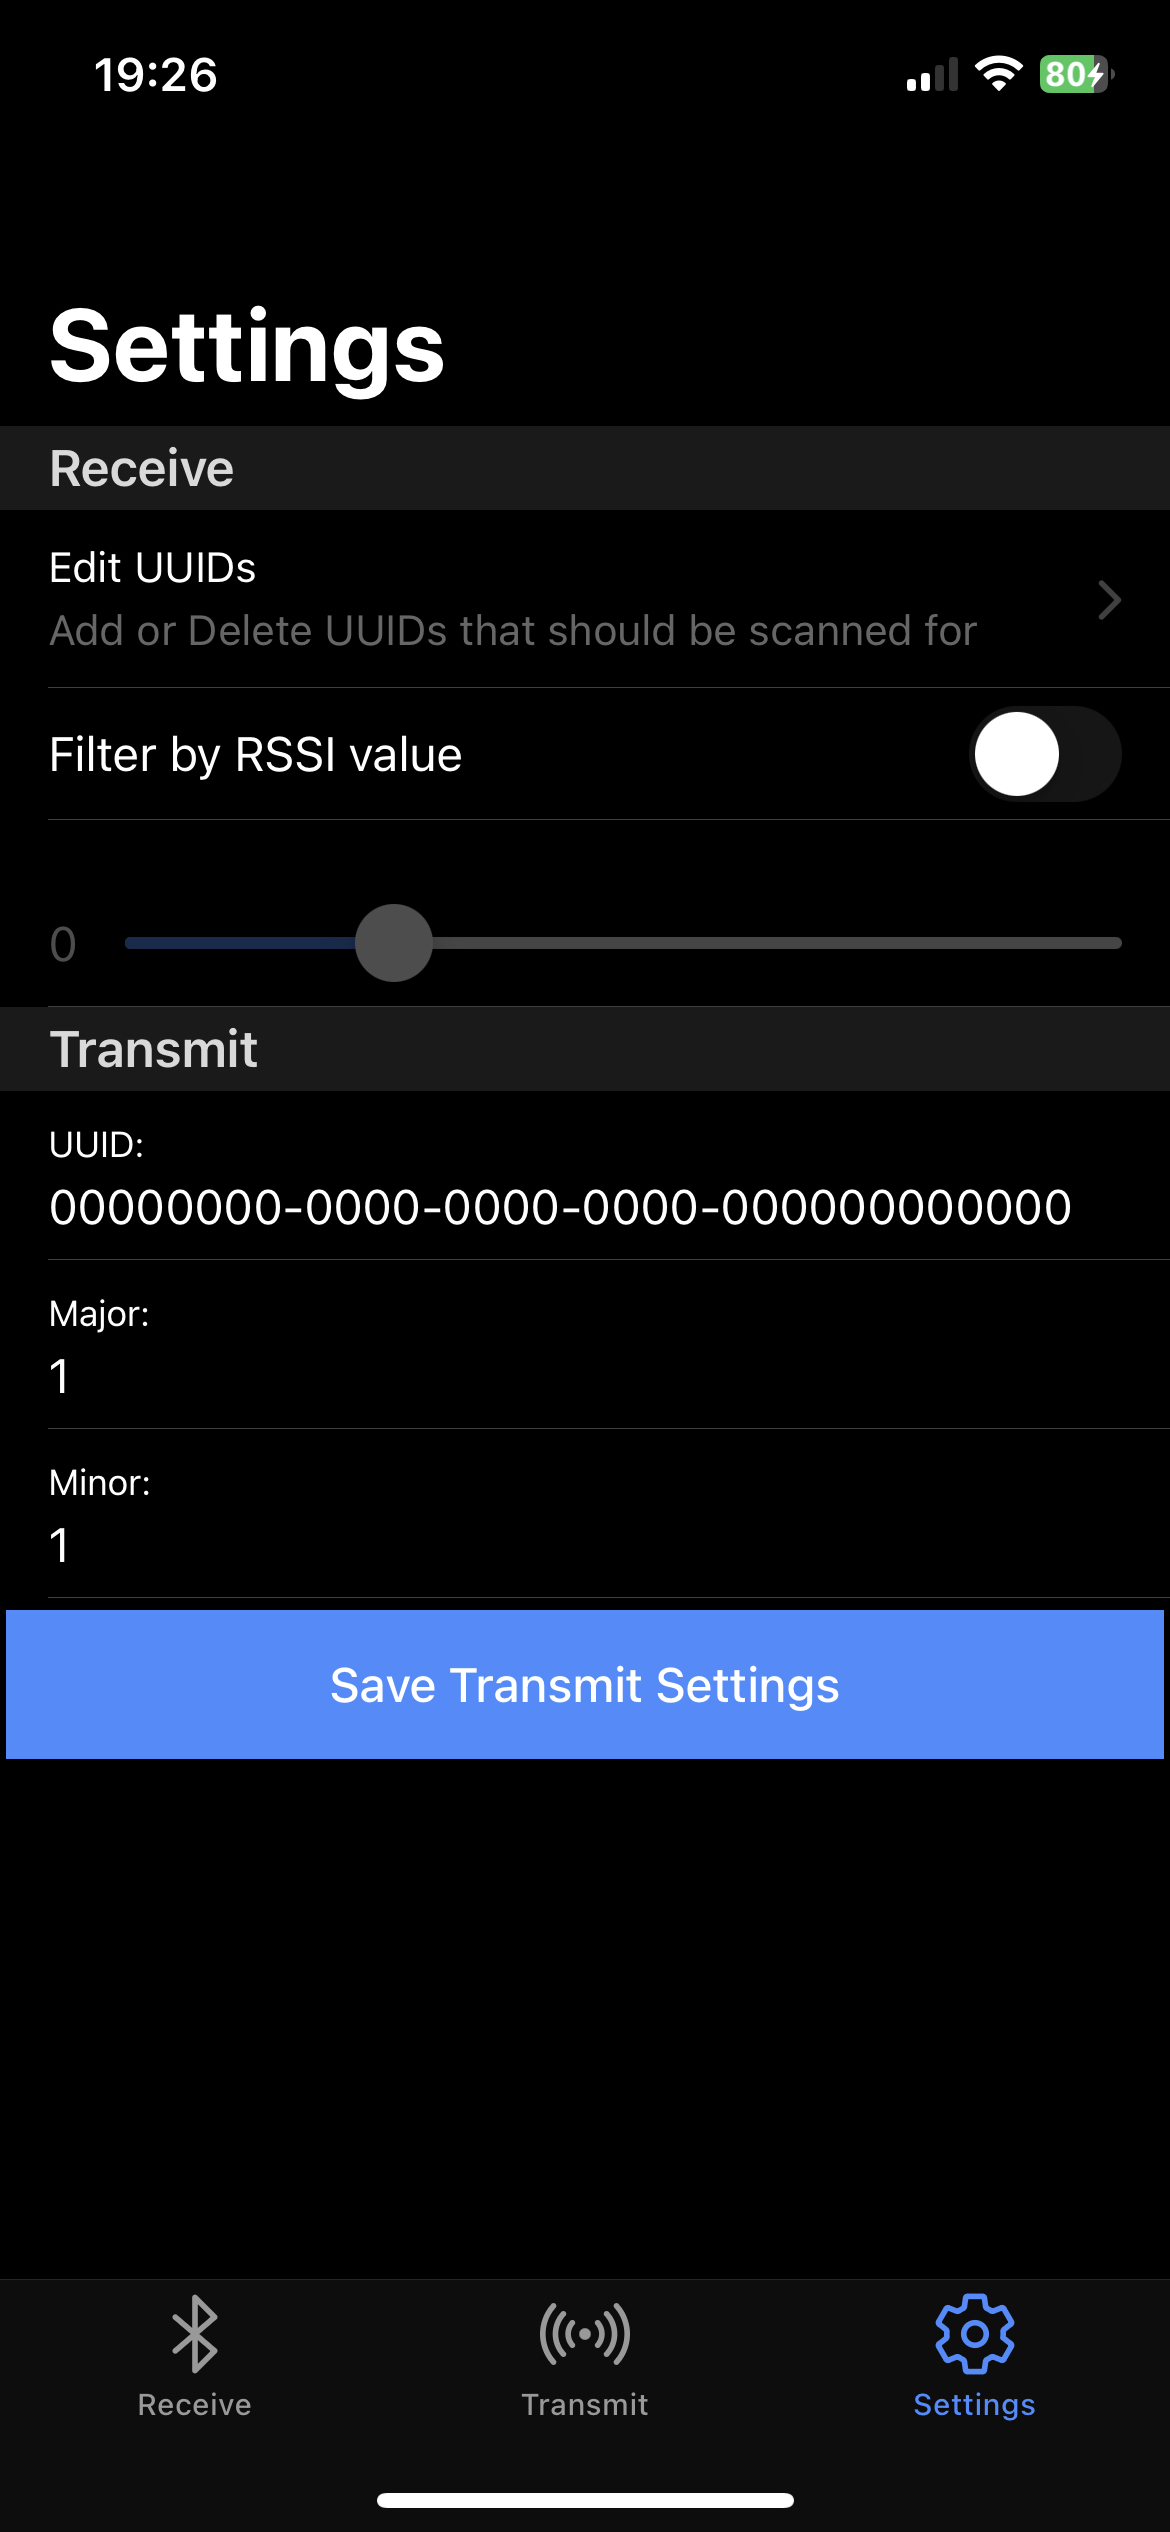 19:26
80
Settings
Receive
Edit UUIDs
Add or Delete UUIDs that should be scanned for
Filter by RSSI value
0
Transmit
UUID:
00000000-0000-0000-0000-000000000000
Major:
1
Minor:
1
Save Transmit Settings
Receive
Transmit
Settings